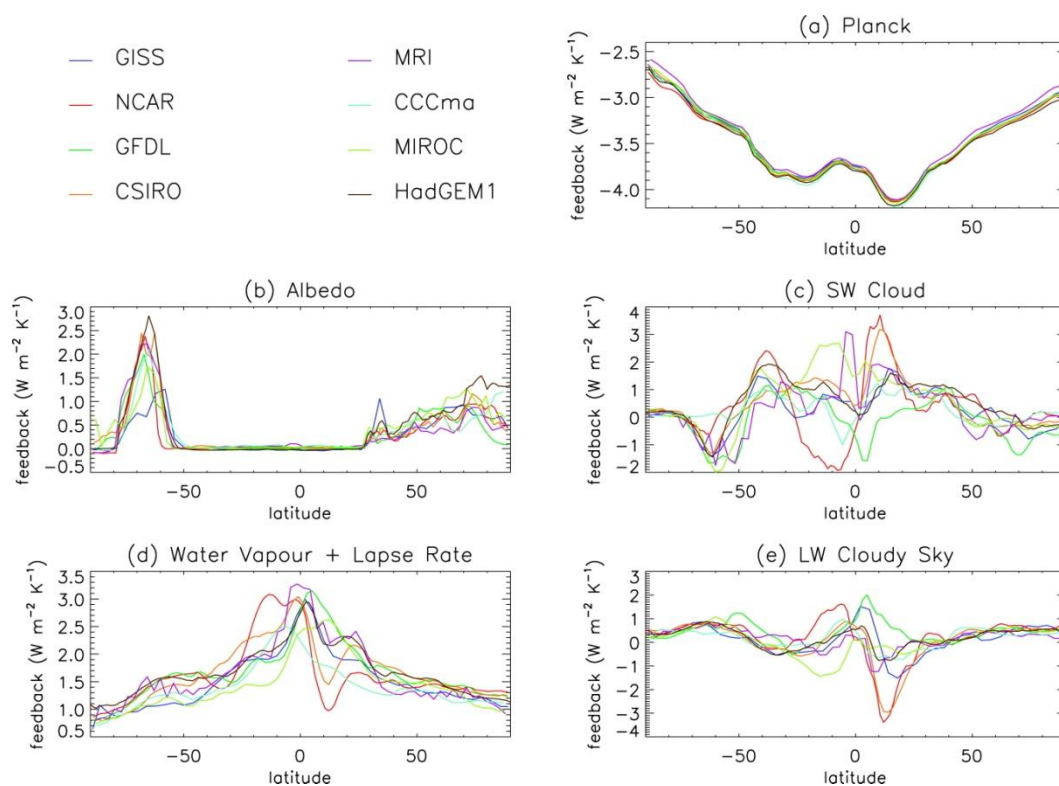 GISS
NCAR
GFDL
CSIRO
MRI
CCCma
MIROC
HadGEM1
(a) Planck
feedback (W m⁻² K⁻¹)
-2.5
-3.0
-3.5
-4.0
-50 0 50
latitude
(b) Albedo
feedback (W m⁻² K⁻¹)
3.0
2.5
2.0
1.5
1.0
0.5
0.0
-0.5
-50 0 50
latitude
(c) SW Cloud
feedback (W m⁻² K⁻¹)
4
3
2
1
0
-1
-2
-50 0 50
latitude
(d) Water Vapour + Lapse Rate
feedback (W m⁻² K⁻¹)
3.5
3.0
2.5
2.0
1.5
1.0
0.5
-50 0 50
latitude
(e) LW Cloudy Sky
feedback (W m⁻² K⁻¹)
2
1
0
-1
-2
-3
-4
-50 0 50
latitude